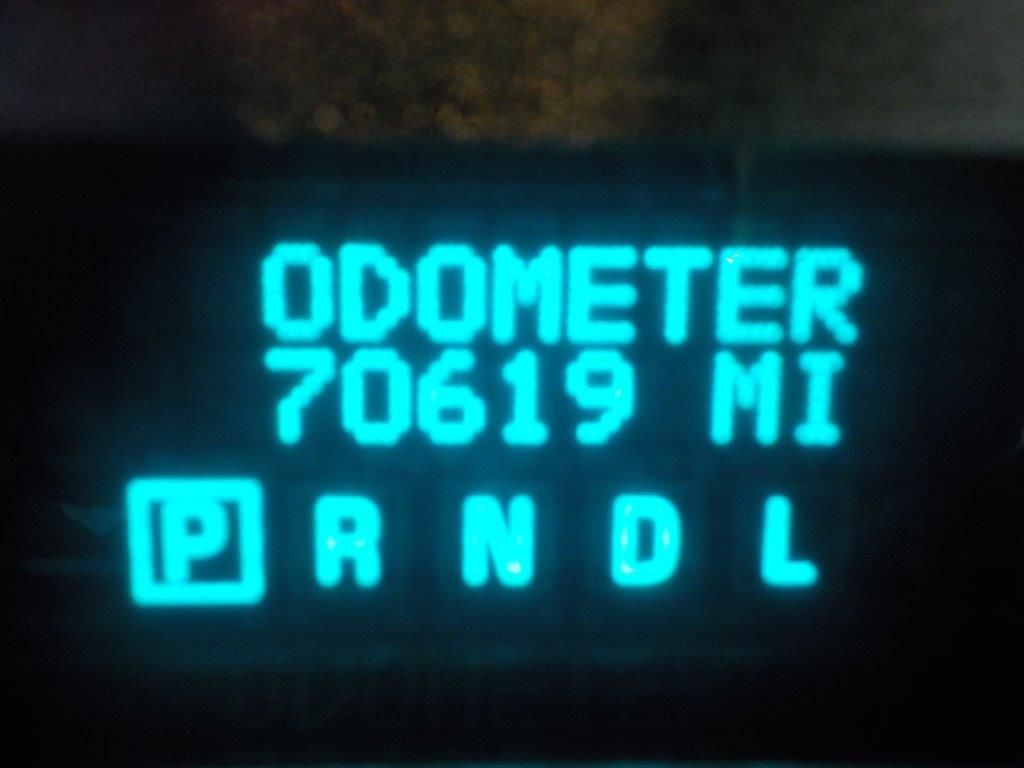 ODOMETER
70619 MI
P R N D L